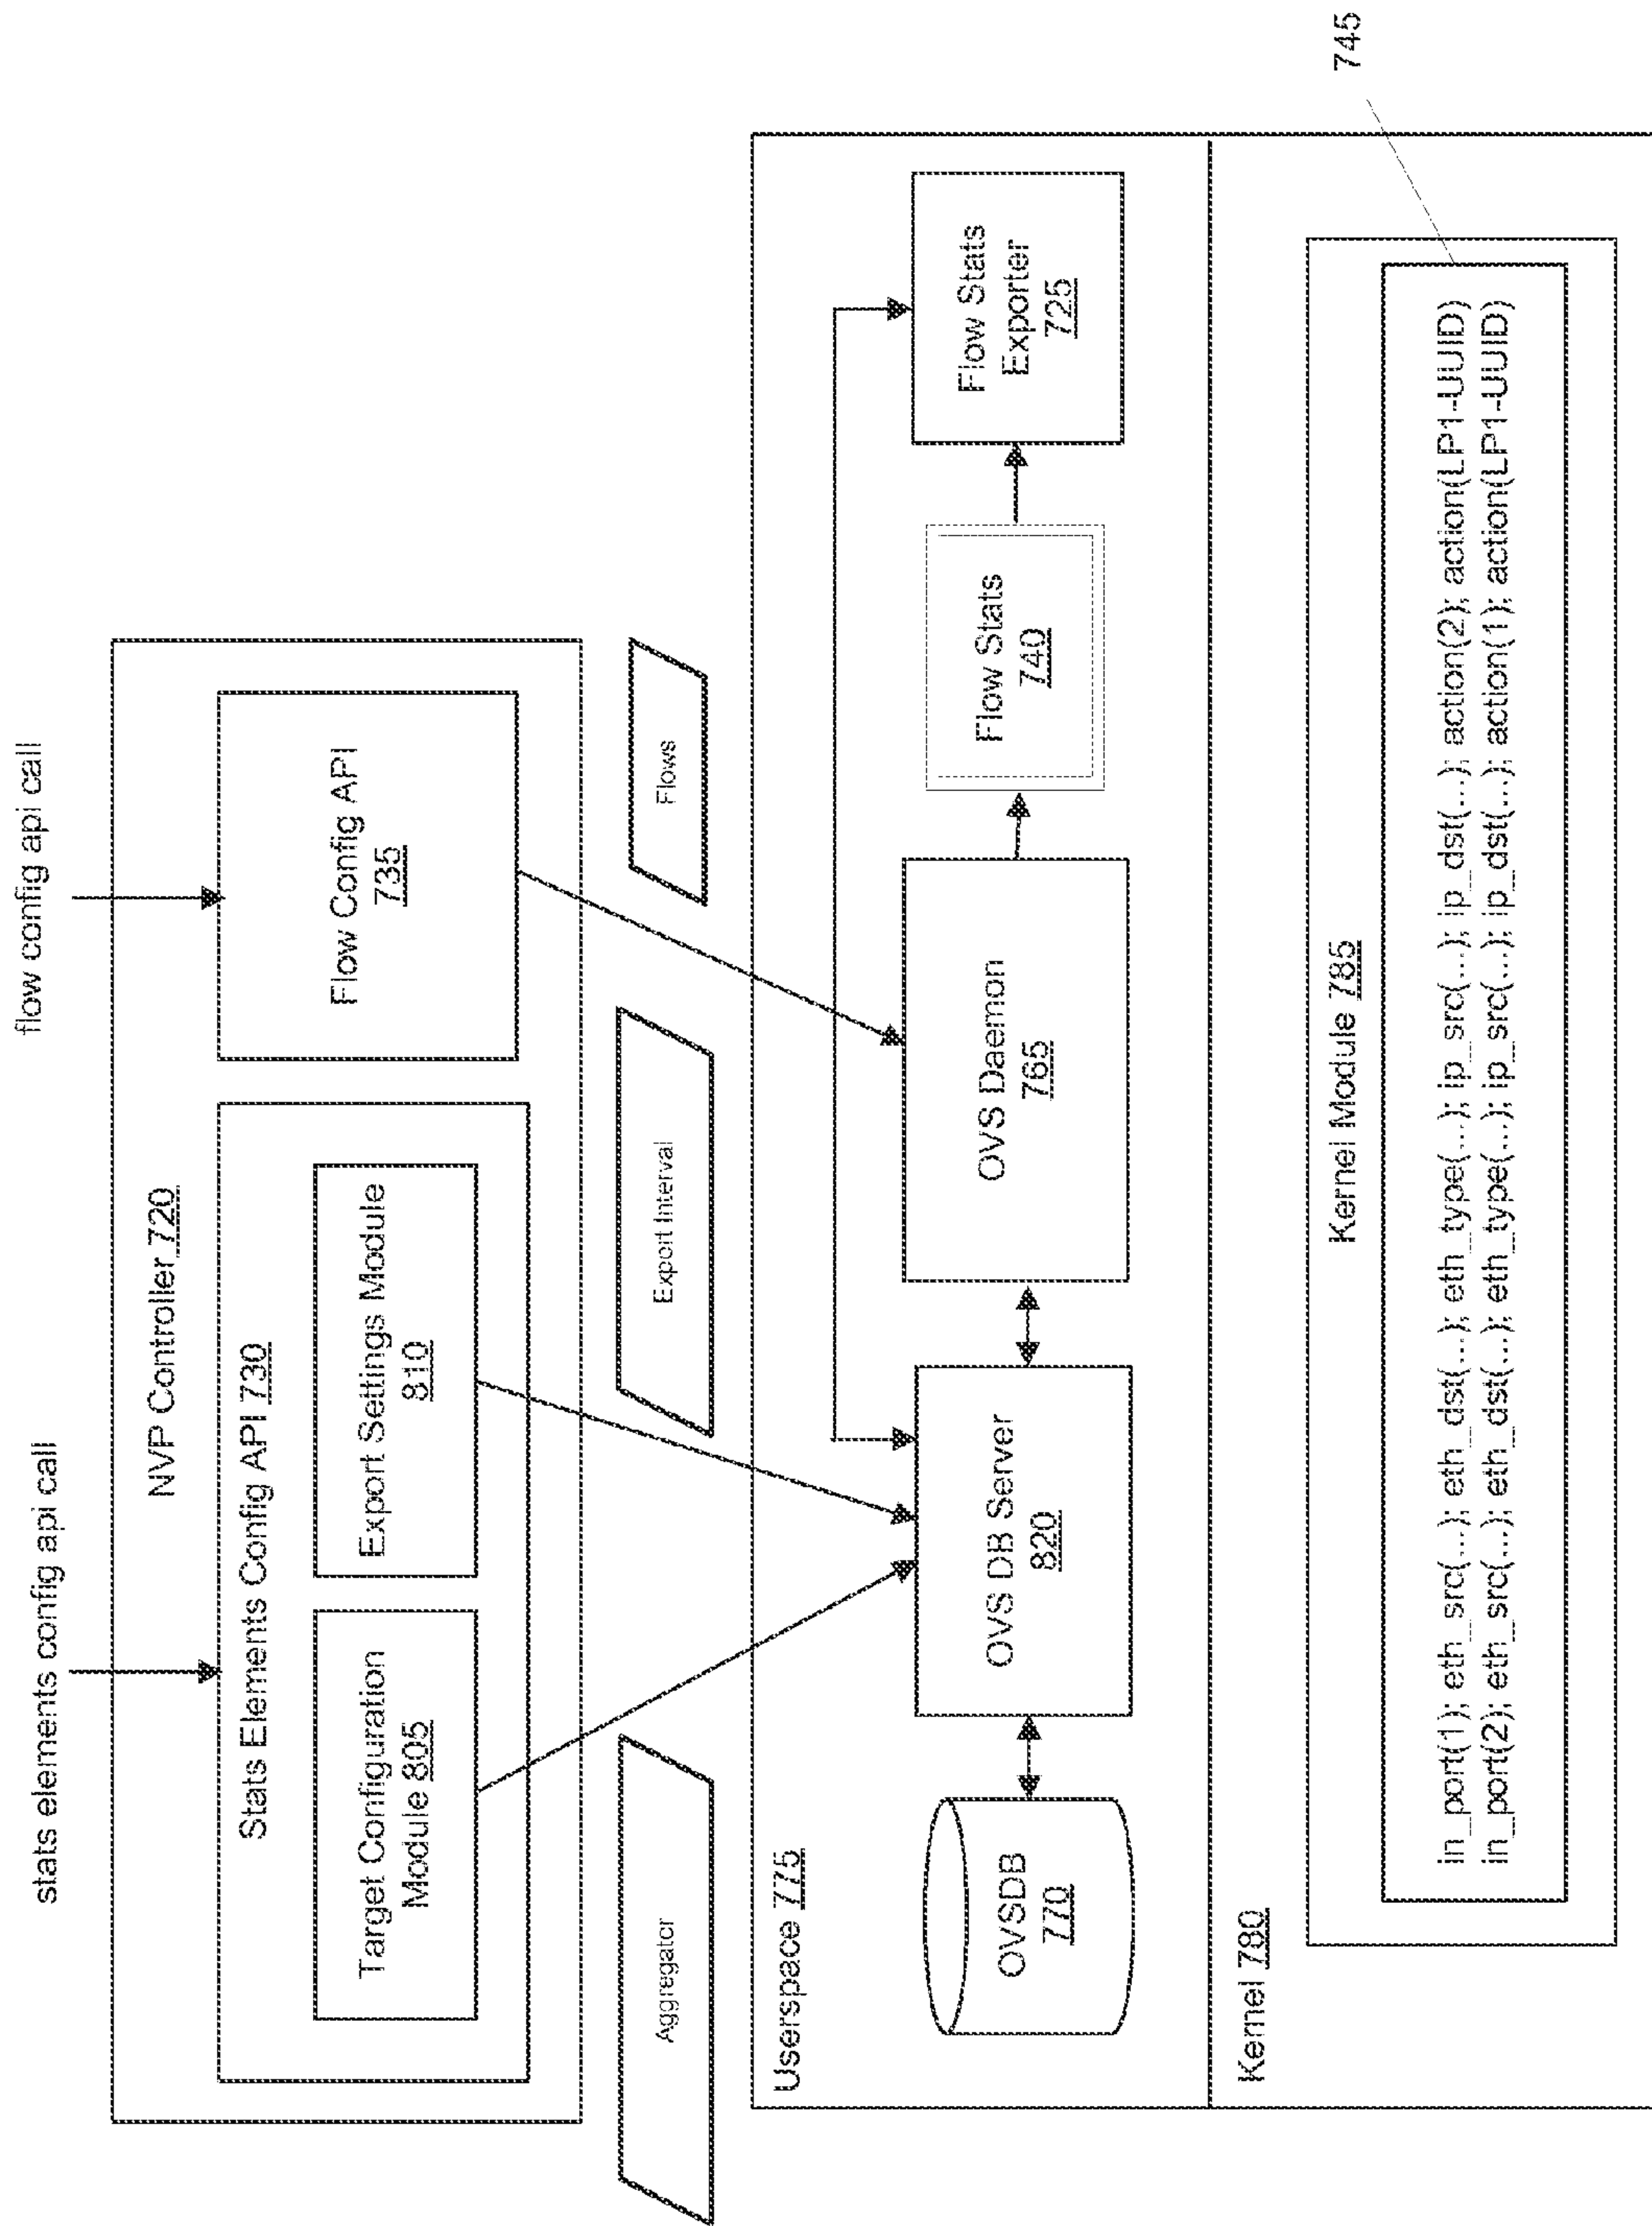 stats elements config api call
flow config api call
NVP Controller 720
Stats Elements Config API 730
Target Configuration
Module 805
Export Settings Module
810
Flow Config API
735
Aggregator
Export Interval
Flows
Userspace 775
OVSDB
770
OVS DB Server
820
OVS Daemon
765
Flow Stats
740
Flow Stats
Exporter
725
Kernel 780
Kernel Module 785
745
in_port(1); eth_src(...); eth_dst(...); eth_type(...); ip_src(...); ip_dst(...); action(2); action(LP1-UUID)
in_port(2); eth_src(...); eth_dst(...); eth_type(...); ip_src(...); ip_dst(...); action(1); action(LP1-UUID)